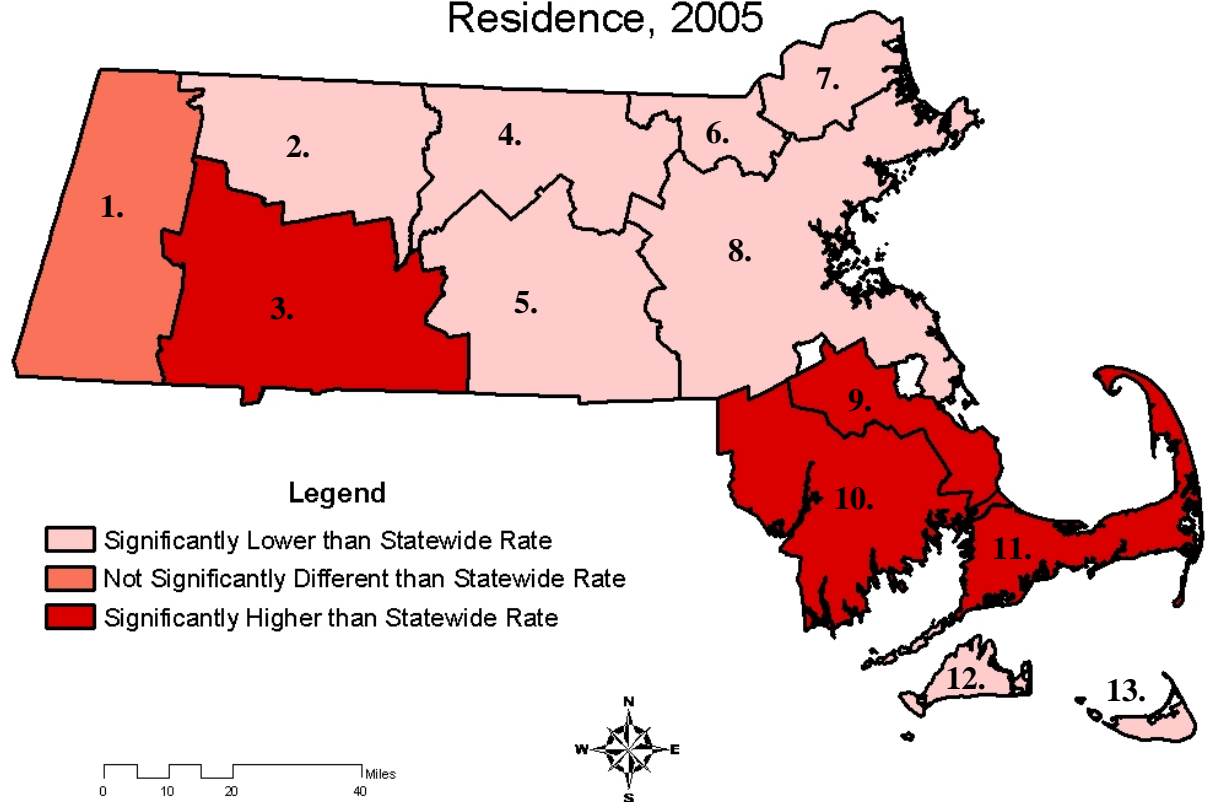 Residence, 2005
7.
2.
4.
6.
1.
8.
3.
5.
9.
Legend
10.
Significantly Lower than Statewide Rate
11.
Not Significantly Different than Statewide Rate
Significantly Higher than Statewide Rate
12.
13.
N
W E
S
Miles
0 10 20 40